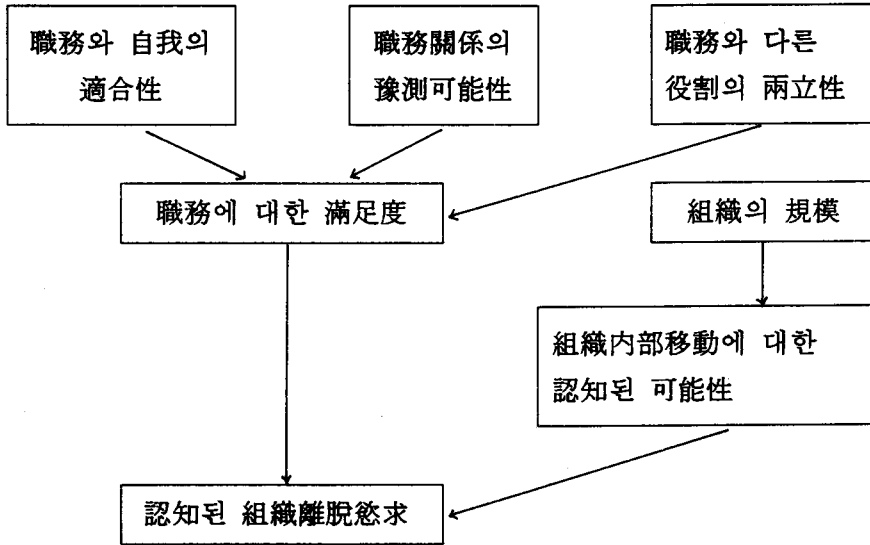 職務와 自我의
適合性
職務關係의
豫測可能性
職務와 다른
役割의 兩立性
職務에 대한 滿足度
組織의 規模
組織內部移動에 대한
認知된 可能性
認知된 組織離脫慾求